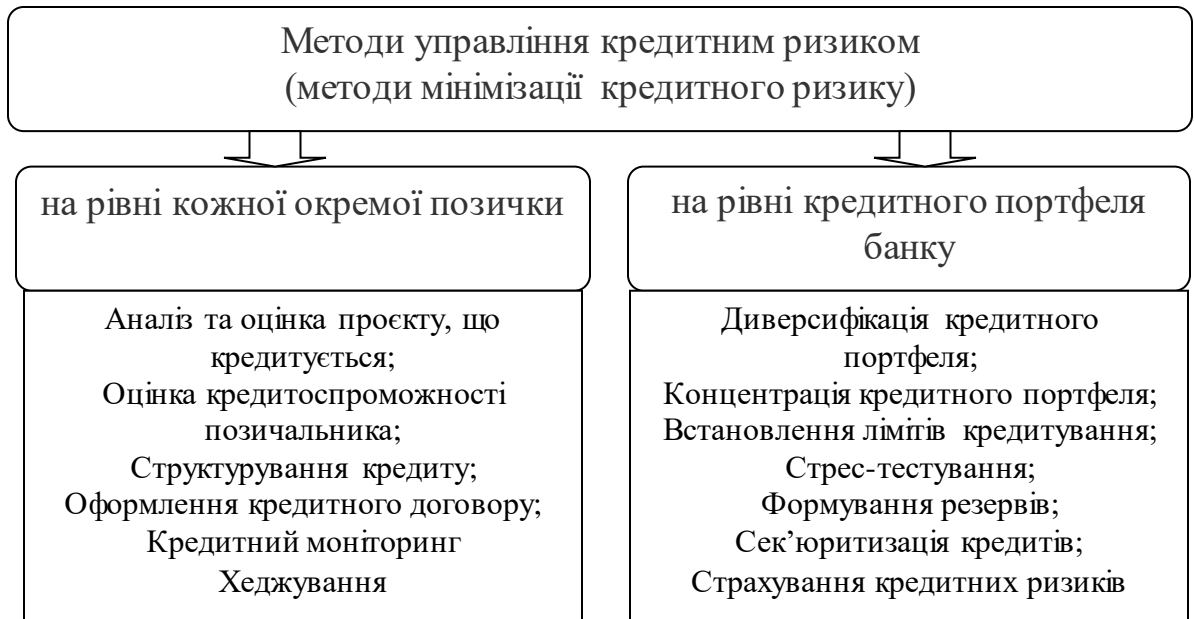 Методи управління кредитним ризиком
(методи мінімізації кредитного ризику)
на рівні кожної окремої позички
на рівні кредитного портфеля
банку
Аналіз та оцінка проєкту, що
кредитується;
Оцінка кредитоспроможності
позичальника;
Структурування кредиту;
Оформлення кредитного договору;
Кредитний моніторинг
Хеджування
Диверсифікація кредитного
портфеля;
Концентрація кредитного портфеля;
Встановлення лімітів кредитування;
Стрес-тестування;
Формування резервів;
Сек’юритизація кредитів;
Страхування кредитних ризиків